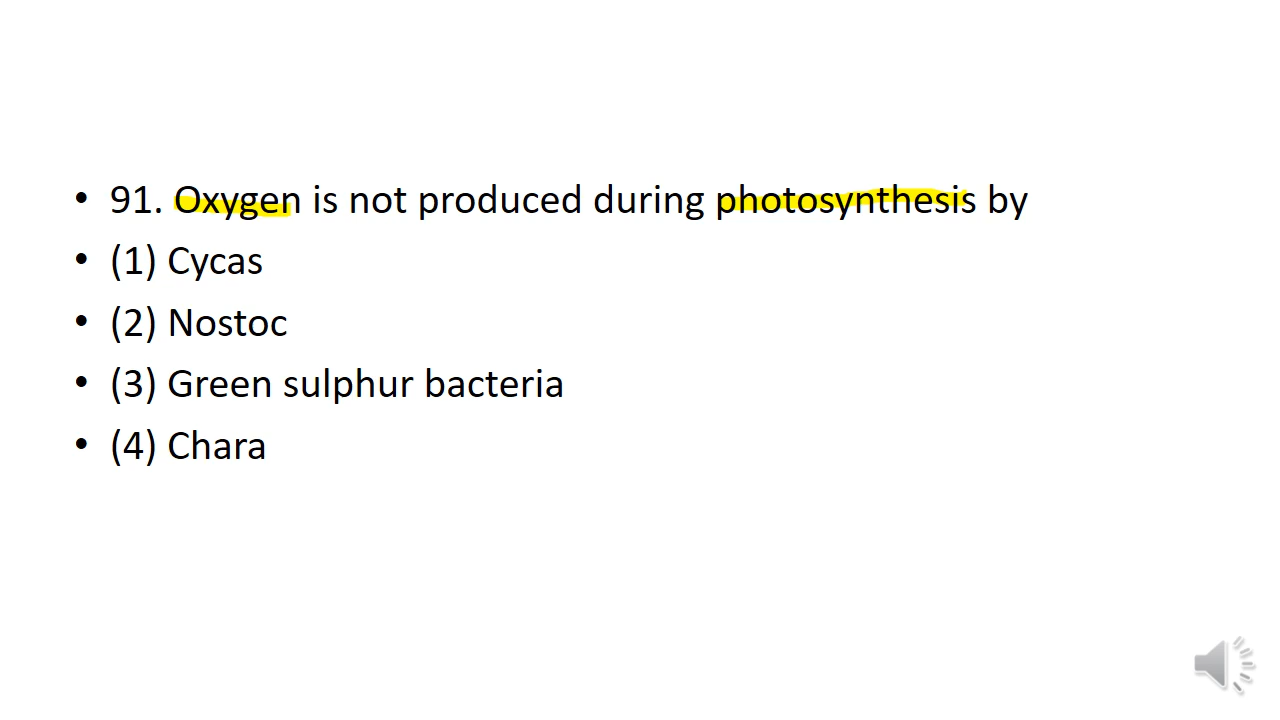 • 91. Oxygen is not produced during photosynthesis by
• (1) Cycas
• (2) Nostoc
• (3) Green sulphur bacteria
• (4) Chara